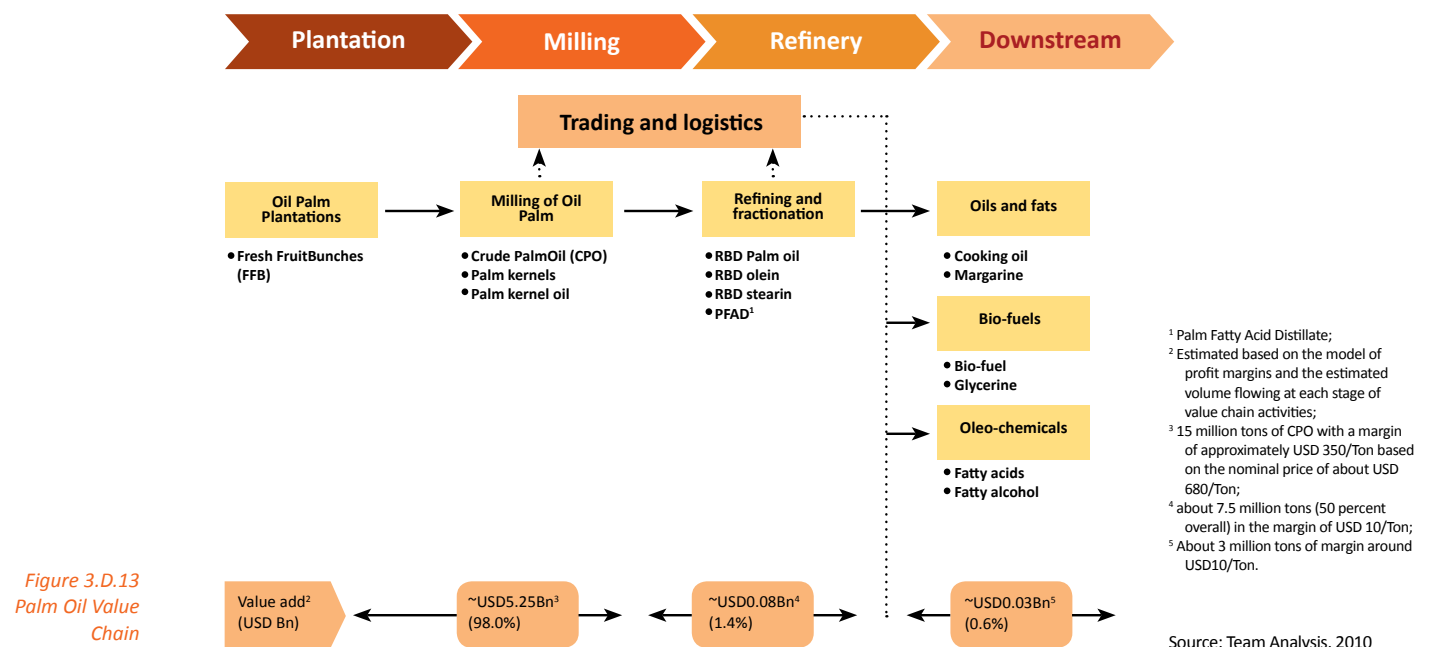 Plantation
Milling
Refinery
Downstream
Trading and logistics
Oil Palm
Plantations
• Fresh FruitBunches
(FFB)
Milling of Oil
Palm
• Crude PalmOil (CPO)
• Palm kernels
• Palm kernel oil
Refining and
fractionation
• RBD Palm oil
• RBD olein
• RBD stearin
• PFAD¹
Oils and fats
• Cooking oil
• Margarine
Bio-fuels
• Bio-fuel
• Glycerine
Oleo-chemicals
• Fatty acids
• Fatty alcohol
¹ Palm Fatty Acid Distillate;
² Estimated based on the model of
profit margins and the estimated
volume flowing at each stage of
value chain activities;
³ 15 million tons of CPO with a margin
of approximately USD 350/Ton based
on the nominal price of about USD
680/Ton;
⁴ about 7.5 million tons (50 percent
overall) in the margin of USD 10/Ton;
⁵ About 3 million tons of margin around
USD10/Ton.
Figure 3.D.13
Palm Oil Value
Chain
Value add²
(USD Bn)
~USD5.25Bn³
(98.0%)
~USD0.08Bn⁴
(1.4%)
~USD0.03Bn⁵
(0.6%)
Source: Team Analysis, 2010